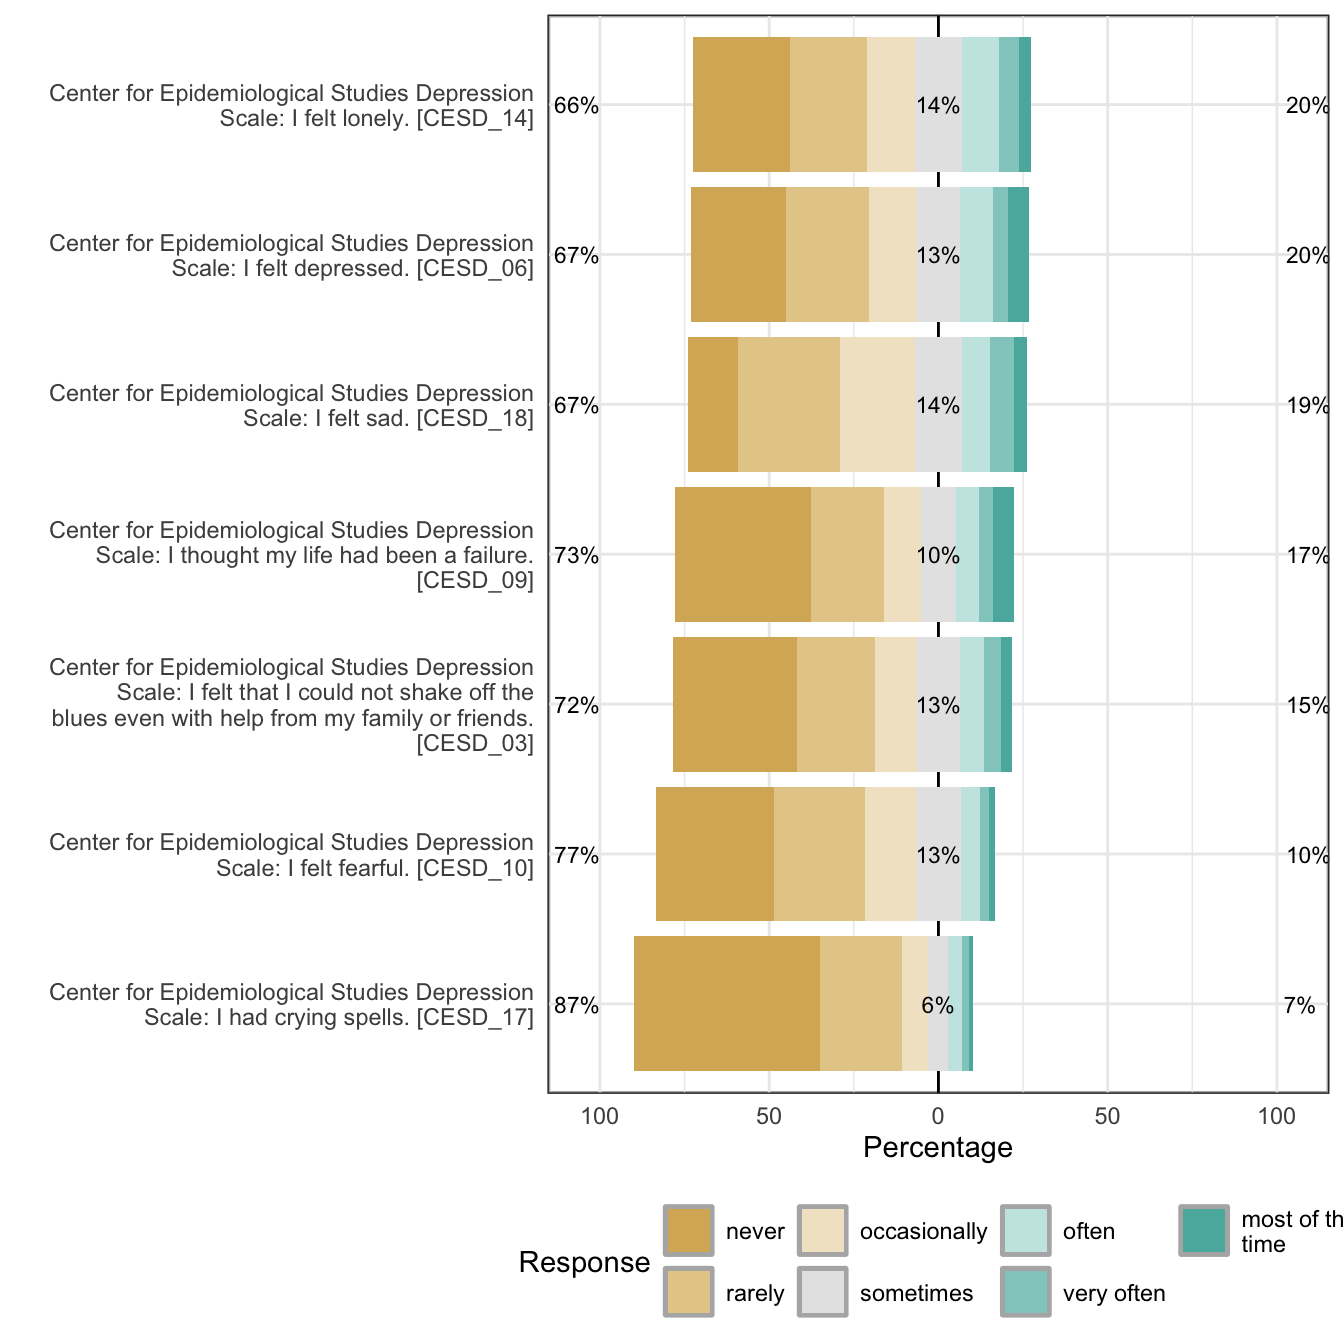 Center for Epidemiological Studies Depression
Scale: I felt lonely. [CESD_14]
66%
14%
20%
Center for Epidemiological Studies Depression
Scale: I felt depressed. [CESD_06]
67%
13%
20%
Center for Epidemiological Studies Depression
Scale: I felt sad. [CESD_18]
67%
14%
19%
Center for Epidemiological Studies Depression
Scale: I thought my life had been a failure.
[CESD_09]
73%
10%
17%
Center for Epidemiological Studies Depression
Scale: I felt that I could not shake off the
blues even with help from my family or friends.
[CESD_03]
72%
13%
15%
Center for Epidemiological Studies Depression
Scale: I felt fearful. [CESD_10]
77%
13%
10%
Center for Epidemiological Studies Depression
Scale: I had crying spells. [CESD_17]
87%
6%
7%
100 50 0 50 100
Percentage
Response
never
rarely
occasionally
sometimes
often
very often
most of th
time